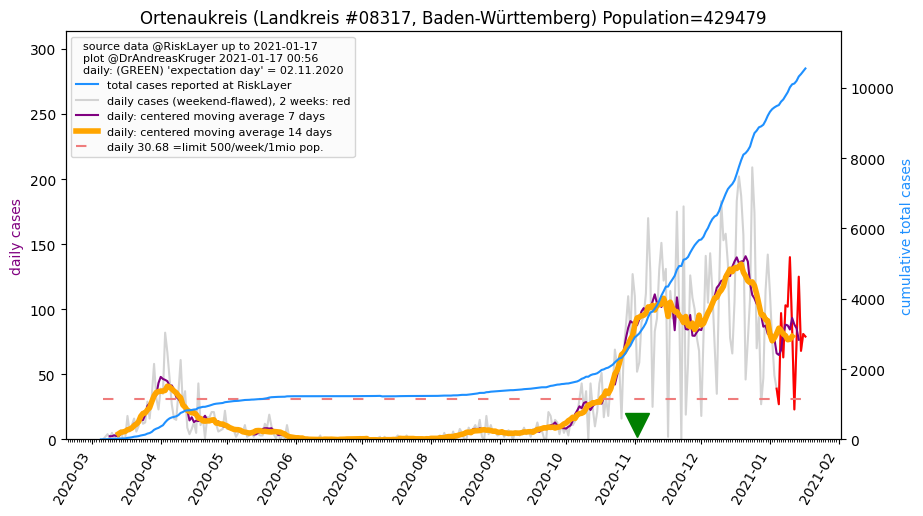 Ortenaukreis (Landkreis #08317, Baden-Württemberg) Population=429479
source data @RiskLayer up to 2021-01-17
plot @DrAndreasKruger 2021-01-17 00:56
daily: (GREEN) 'expectation day' = 02.11.2020
total cases reported at RiskLayer
daily cases (weekend-flawed), 2 weeks: red
daily: centered moving average 7 days
daily: centered moving average 14 days
daily 30.68 =limit 500/week/1mio pop.
daily cases
300
250
200
150
100
50
0
cumulative total cases
10000
8000
6000
4000
2000
0
2020-03
2020-04
2020-05
2020-06
2020-07
2020-08
2020-09
2020-10
2020-11
2020-12
2021-01
2021-02